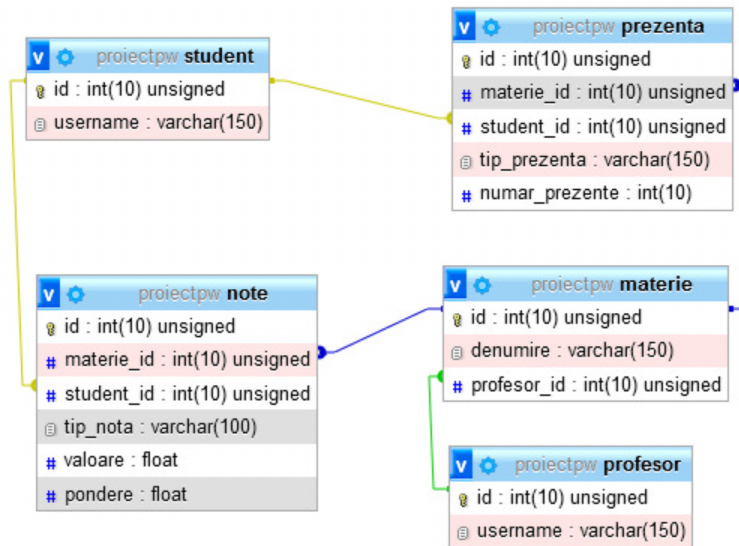 v proiectpw student
id : int(10) unsigned
username : varchar(150)
v proiectpw prezenta
id : int(10) unsigned
# materie_id : int(10) unsigned
# student_id : int(10) unsigned
tip_prezenta : varchar(150)
# numar_prezente : int(10)
v proiectpw note
id : int(10) unsigned
# materie_id : int(10) unsigned
# student_id : int(10) unsigned
tip_nota : varchar(100)
# valoare : float
# pondere : float
v proiectpw materie
id : int(10) unsigned
denumire : varchar(150)
# profesor_id : int(10) unsigned
v proiectpw profesor
id : int(10) unsigned
username : varchar(150)